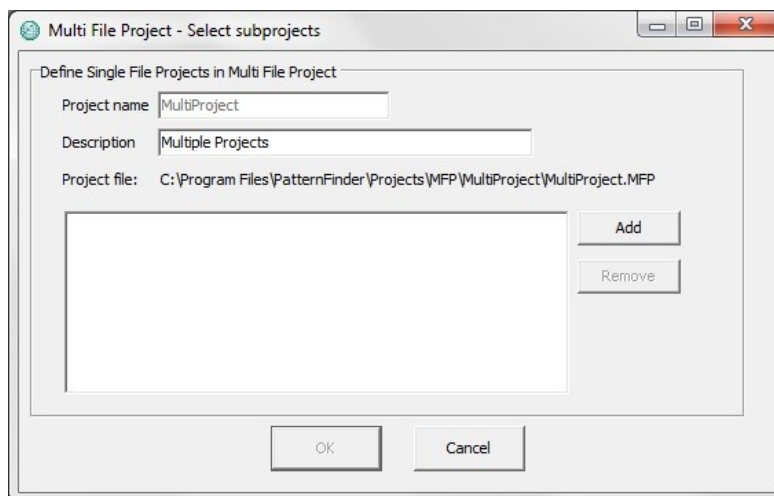 Multi File Project - Select subprojects
Define Single File Projects in Multi File Project
Project name MultiProject
Description Multiple Projects
Project file: C:\Program Files\PatternFinder\Projects\MFP\MultiProject\MultiProject.MFP
Add
Remove
OK Cancel